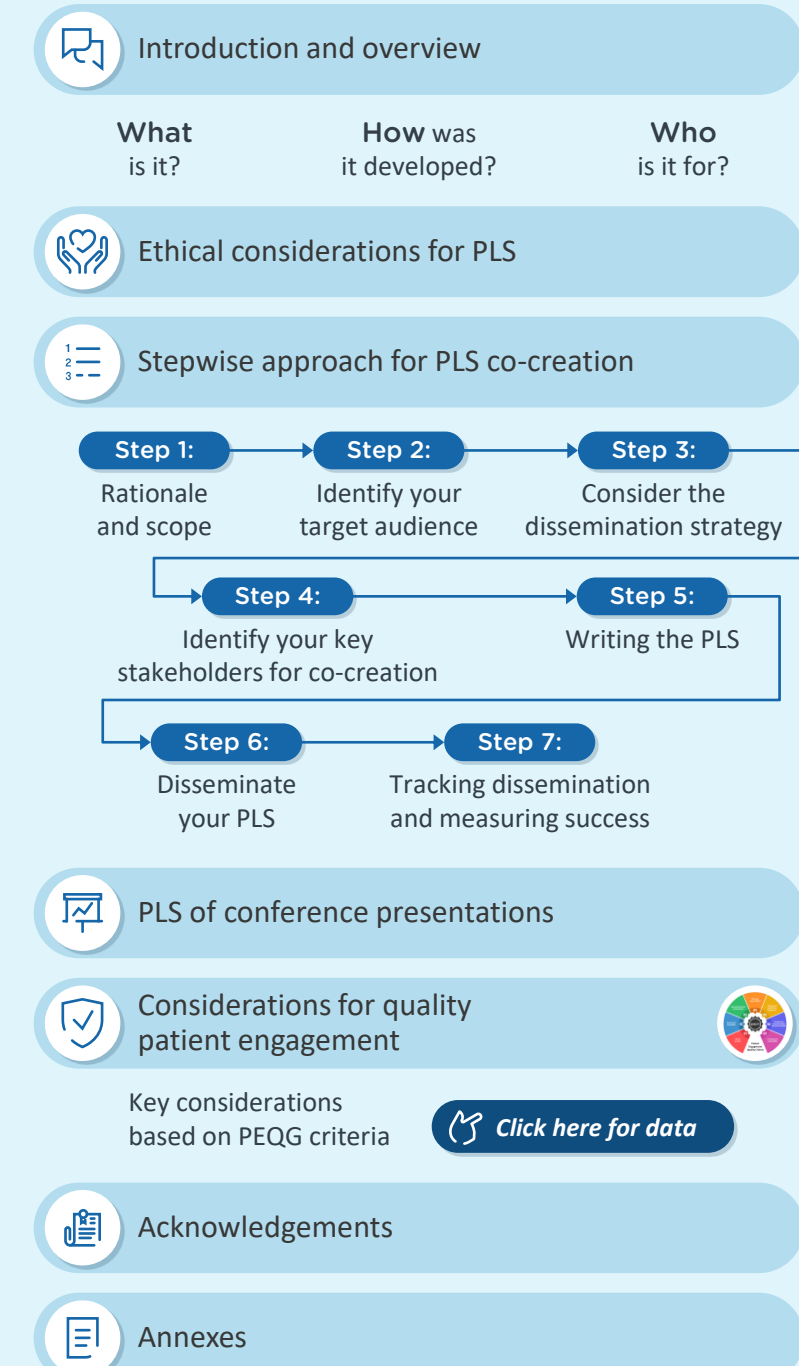 Introduction and overview
What
is it?
How was
it developed?
Who
is it for?
Ethical considerations for PLS
1
2
3
Stepwise approach for PLS co-creation
Step 1:
Rationale
and scope
Step 2:
Identify your
target audience
Step 3:
Consider the
dissemination strategy
Step 4:
Identify your key
stakeholders for co-creation
Step 5:
Writing the PLS
Step 6:
Disseminate
your PLS
Step 7:
Tracking dissemination
and measuring success
PLS of conference presentations
Considerations for quality
patient engagement
Key considerations
based on PEQG criteria
Click here for data
Acknowledgements
Annexes